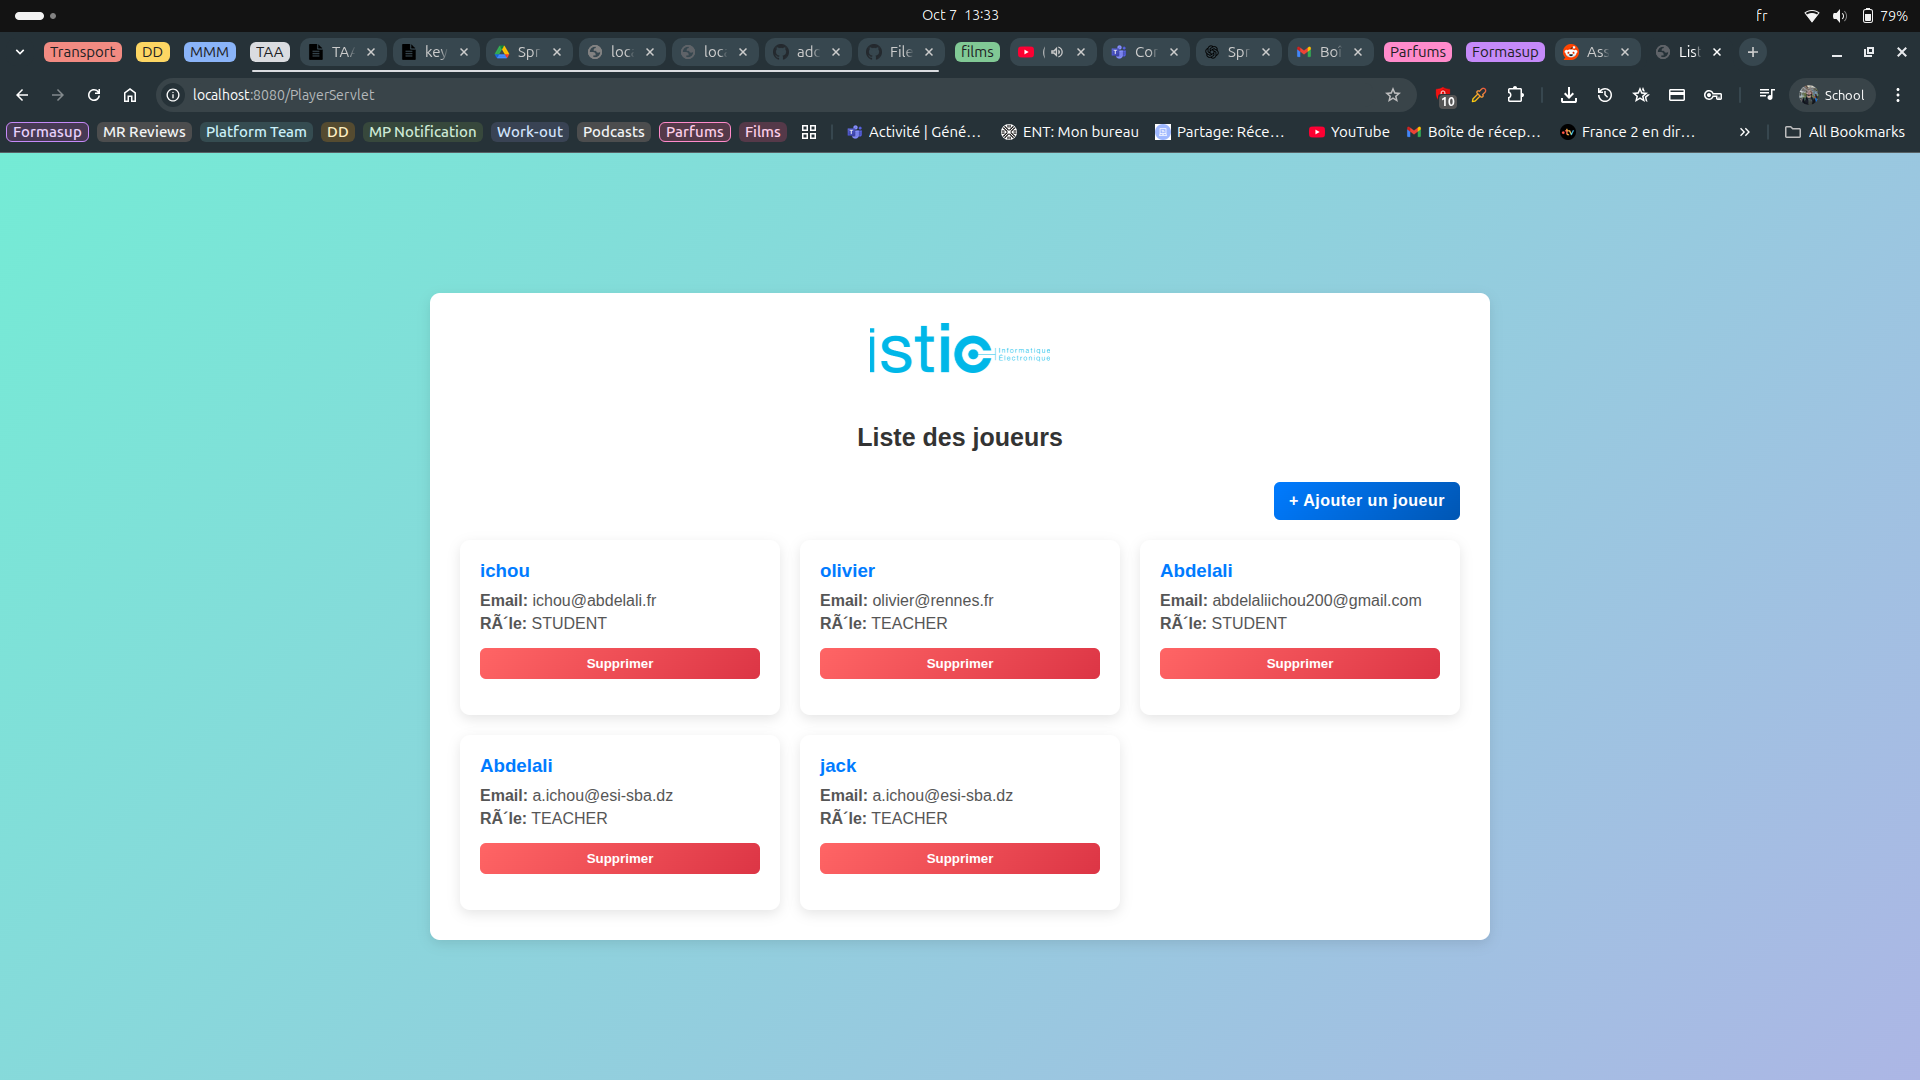 Oct 7 13:33
fr
79%
Transport
DD
MMM
TAA
TAA
key
Spr
loca
loca
adc
File
films
Cor
Spr
Boî
Parfums
Formasup
Ass
List
localhost:8080/PlayerServlet
10
School
Formasup
MR Reviews
Platform Team
DD
MP Notification
Work-out
Podcasts
Parfums
Films
Activité | Géné…
ENT: Mon bureau
Partage: Réce…
YouTube
Boîte de récep…
France 2 en dir…
»
All Bookmarks
istic
Informatique
Électronique
Liste des joueurs
+ Ajouter un joueur
ichou
Email: ichou@abdelali.fr
RÃ´le: STUDENT
Supprimer
olivier
Email: olivier@rennes.fr
RÃ´le: TEACHER
Supprimer
Abdelali
Email: abdelaliichou200@gmail.com
RÃ´le: STUDENT
Supprimer
Abdelali
Email: a.ichou@esi-sba.dz
RÃ´le: TEACHER
Supprimer
jack
Email: a.ichou@esi-sba.dz
RÃ´le: TEACHER
Supprimer